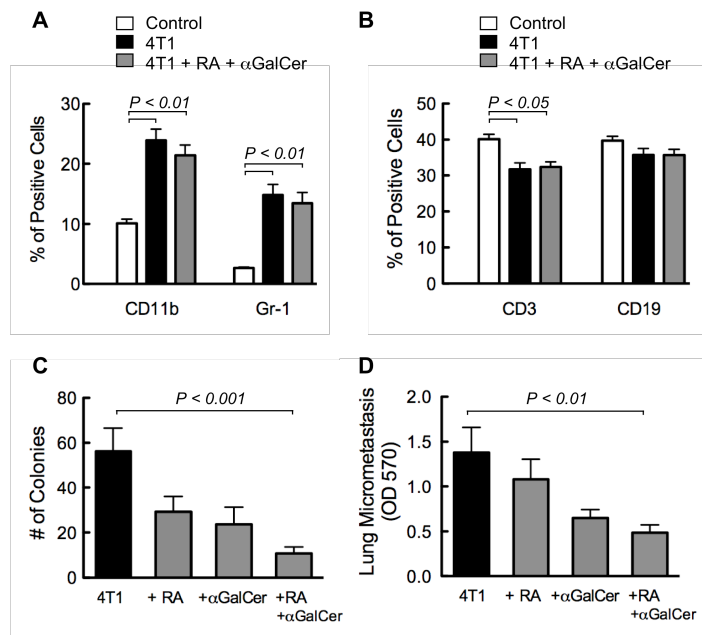 A
Control
4T1
4T1 + RA + αGalCer
% of Positive Cells
30
20
10
0
P < 0.01
P < 0.01
CD11b
Gr-1
B
Control
4T1
4T1 + RA + αGalCer
% of Positive Cells
50
40
30
20
10
0
P < 0.05
CD3
CD19
C
# of Colonies
80
60
40
20
0
P < 0.001
4T1
+ RA
+αGalCer
+RA
+αGalCer
D
Lung Micrometastasis
(OD 570)
2.0
1.5
1.0
0.5
0.0
P < 0.01
4T1
+ RA
+αGalCer
+RA
+αGalCer